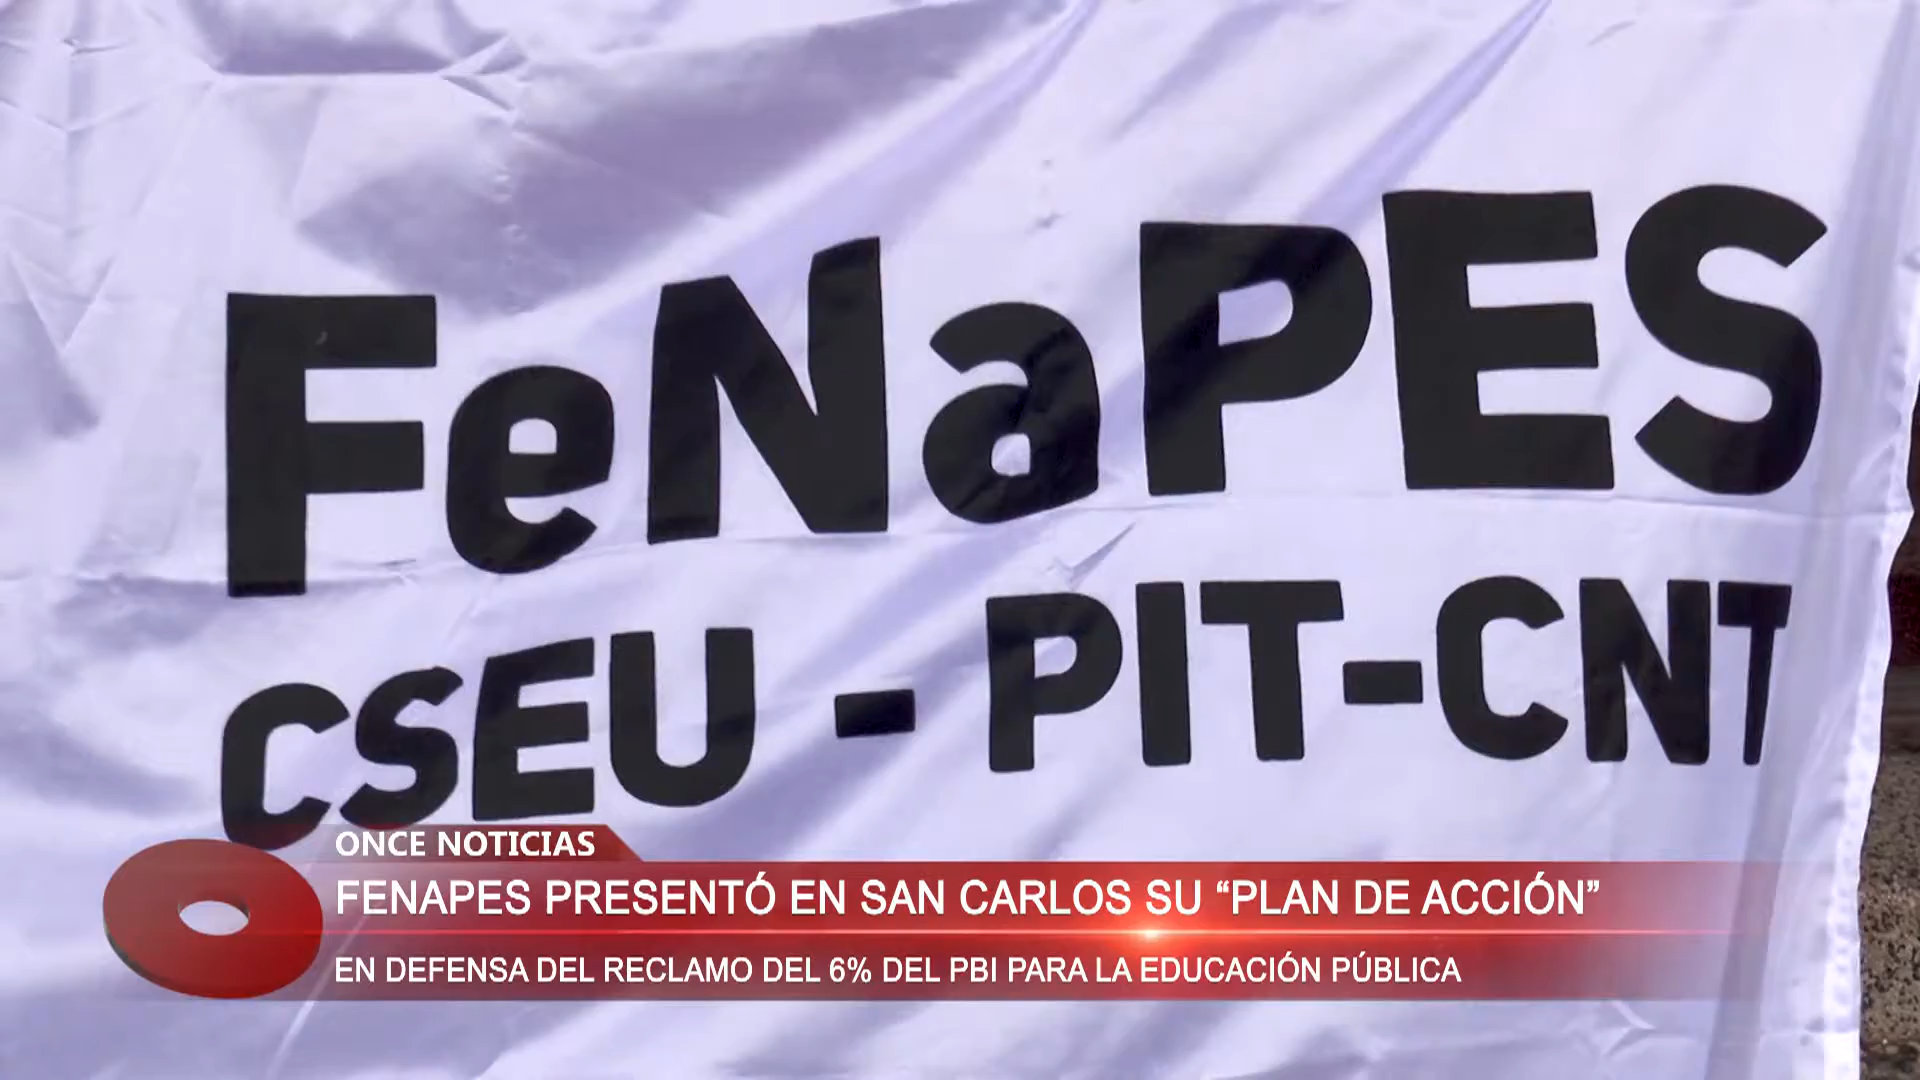 FeNaPES
CSEU - PIT-CNT
ONCE NOTICIAS
FENAPES PRESENTÓ EN SAN CARLOS SU “PLAN DE ACCIÓN”
EN DEFENSA DEL RECLAMO DEL 6% DEL PBI PARA LA EDUCACIÓN PÚBLICA